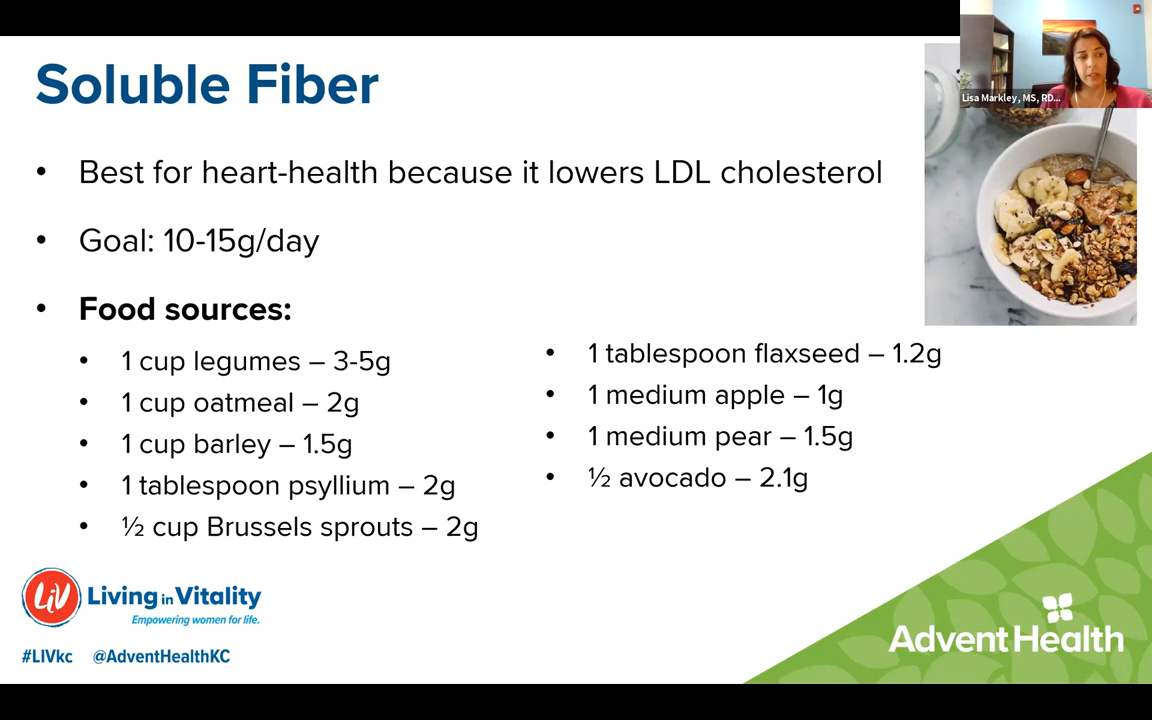 Soluble Fiber
Lisa Markley, MS, RD...
• Best for heart-health because it lowers LDL cholesterol
• Goal: 10-15g/day
• Food sources:
• 1 cup legumes – 3-5g
• 1 cup oatmeal – 2g
• 1 cup barley – 1.5g
• 1 tablespoon psyllium – 2g
• ½ cup Brussels sprouts – 2g
• 1 tablespoon flaxseed – 1.2g
• 1 medium apple – 1g
• 1 medium pear – 1.5g
• ½ avocado – 2.1g
LiV
Living in Vitality
Empowering women for life.
#LIVkc @AdventHealthKC
Advent Health